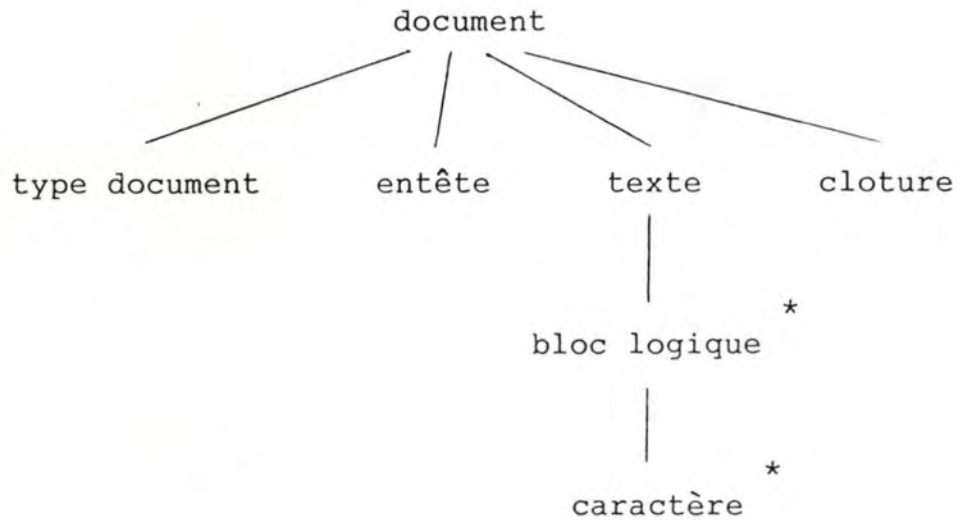 document
type document entête texte cloture
*
bloc logique
*
caractère